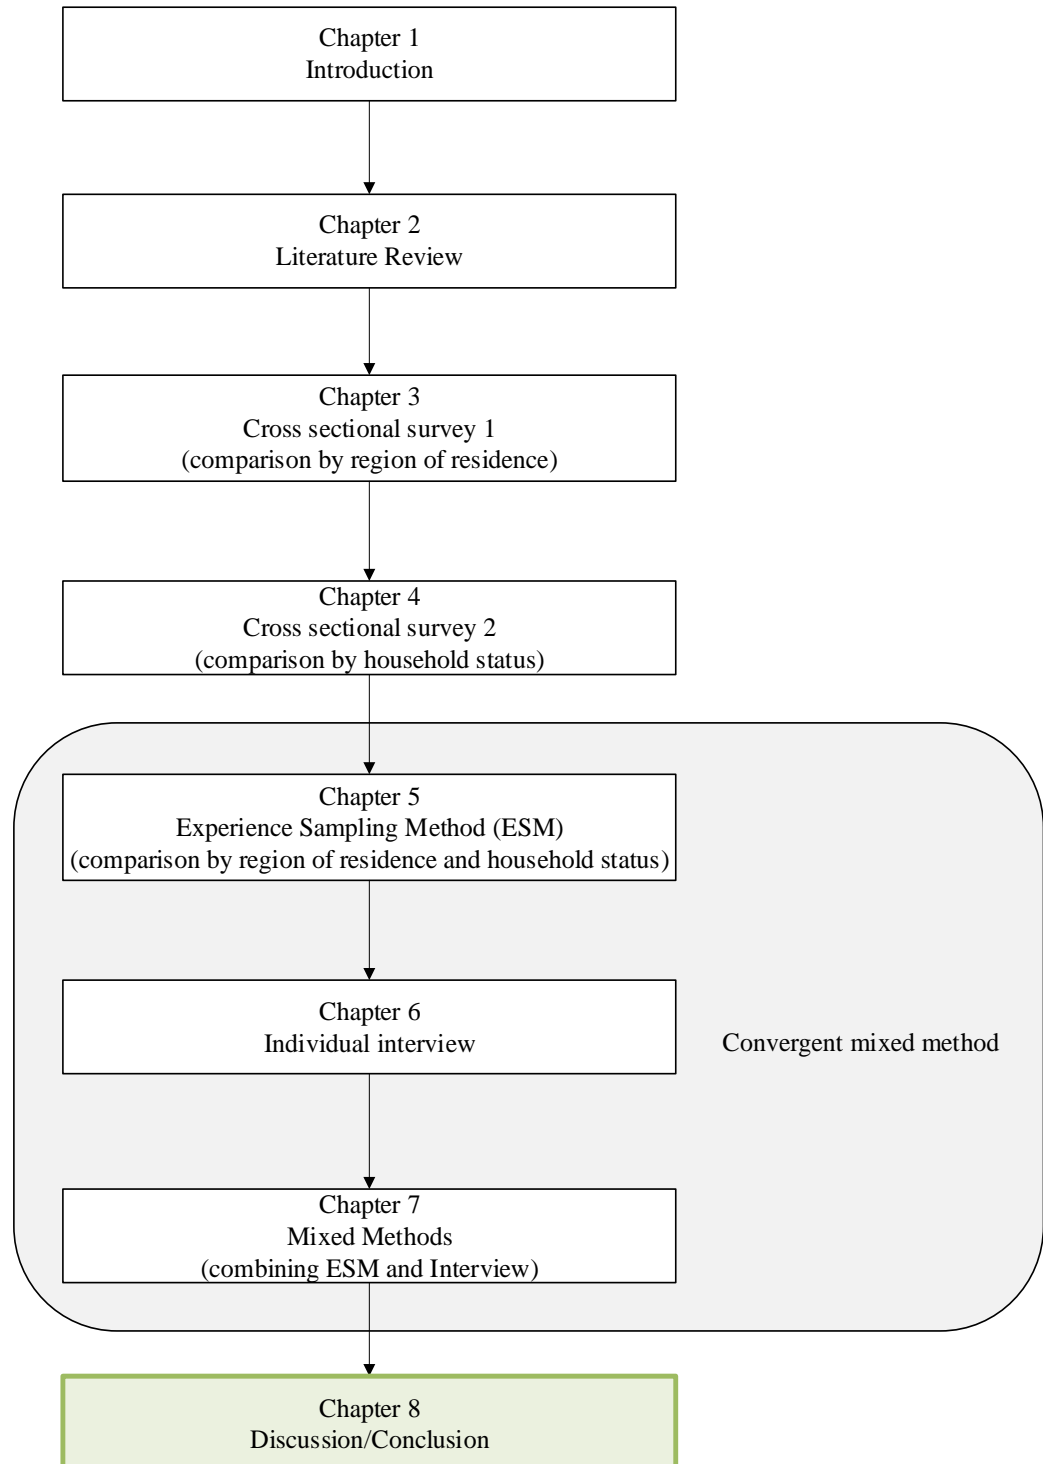 Chapter 1
Introduction
Chapter 2
Literature Review
Chapter 3
Cross sectional survey 1
(comparison by region of residence)
Chapter 4
Cross sectional survey 2
(comparison by household status)
Chapter 5
Experience Sampling Method (ESM)
(comparison by region of residence and household status)
Chapter 6
Individual interview
Convergent mixed method
Chapter 7
Mixed Methods
(combining ESM and Interview)
Chapter 8
Discussion/Conclusion